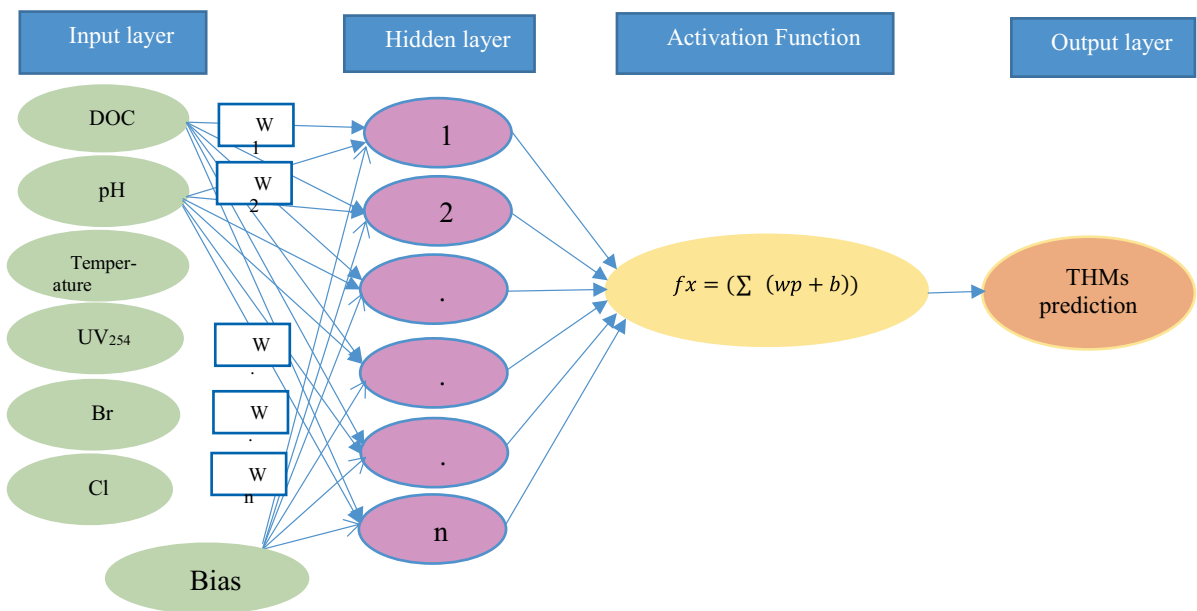 Input layer
Hidden layer
Activation Function
Output layer
DOC
pH
Temper-
ature
UV254
Br
Cl
Bias
W
1
W
2
W
.
W
.
W
n
1
2
.
.
.
n
𝑓𝑥 = (∑ (𝑤𝑝 + 𝑏))
THMs
prediction